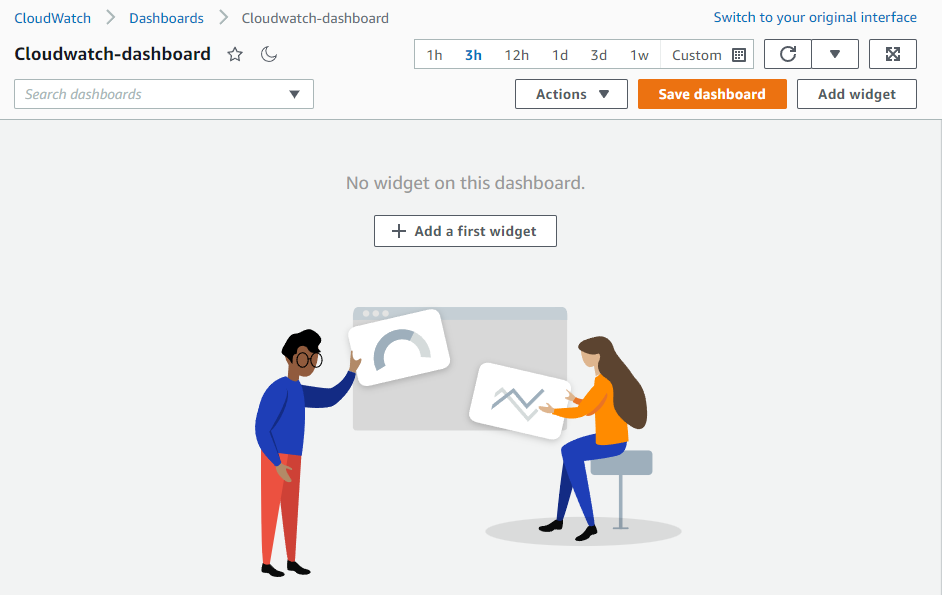 CloudWatch Dashboards Cloudwatch-dashboard
Switch to your original interface
Cloudwatch-dashboard
1h 3h 12h 1d 3d 1w Custom
Search dashboards
Actions
Save dashboard
Add widget
No widget on this dashboard.
Add a first widget